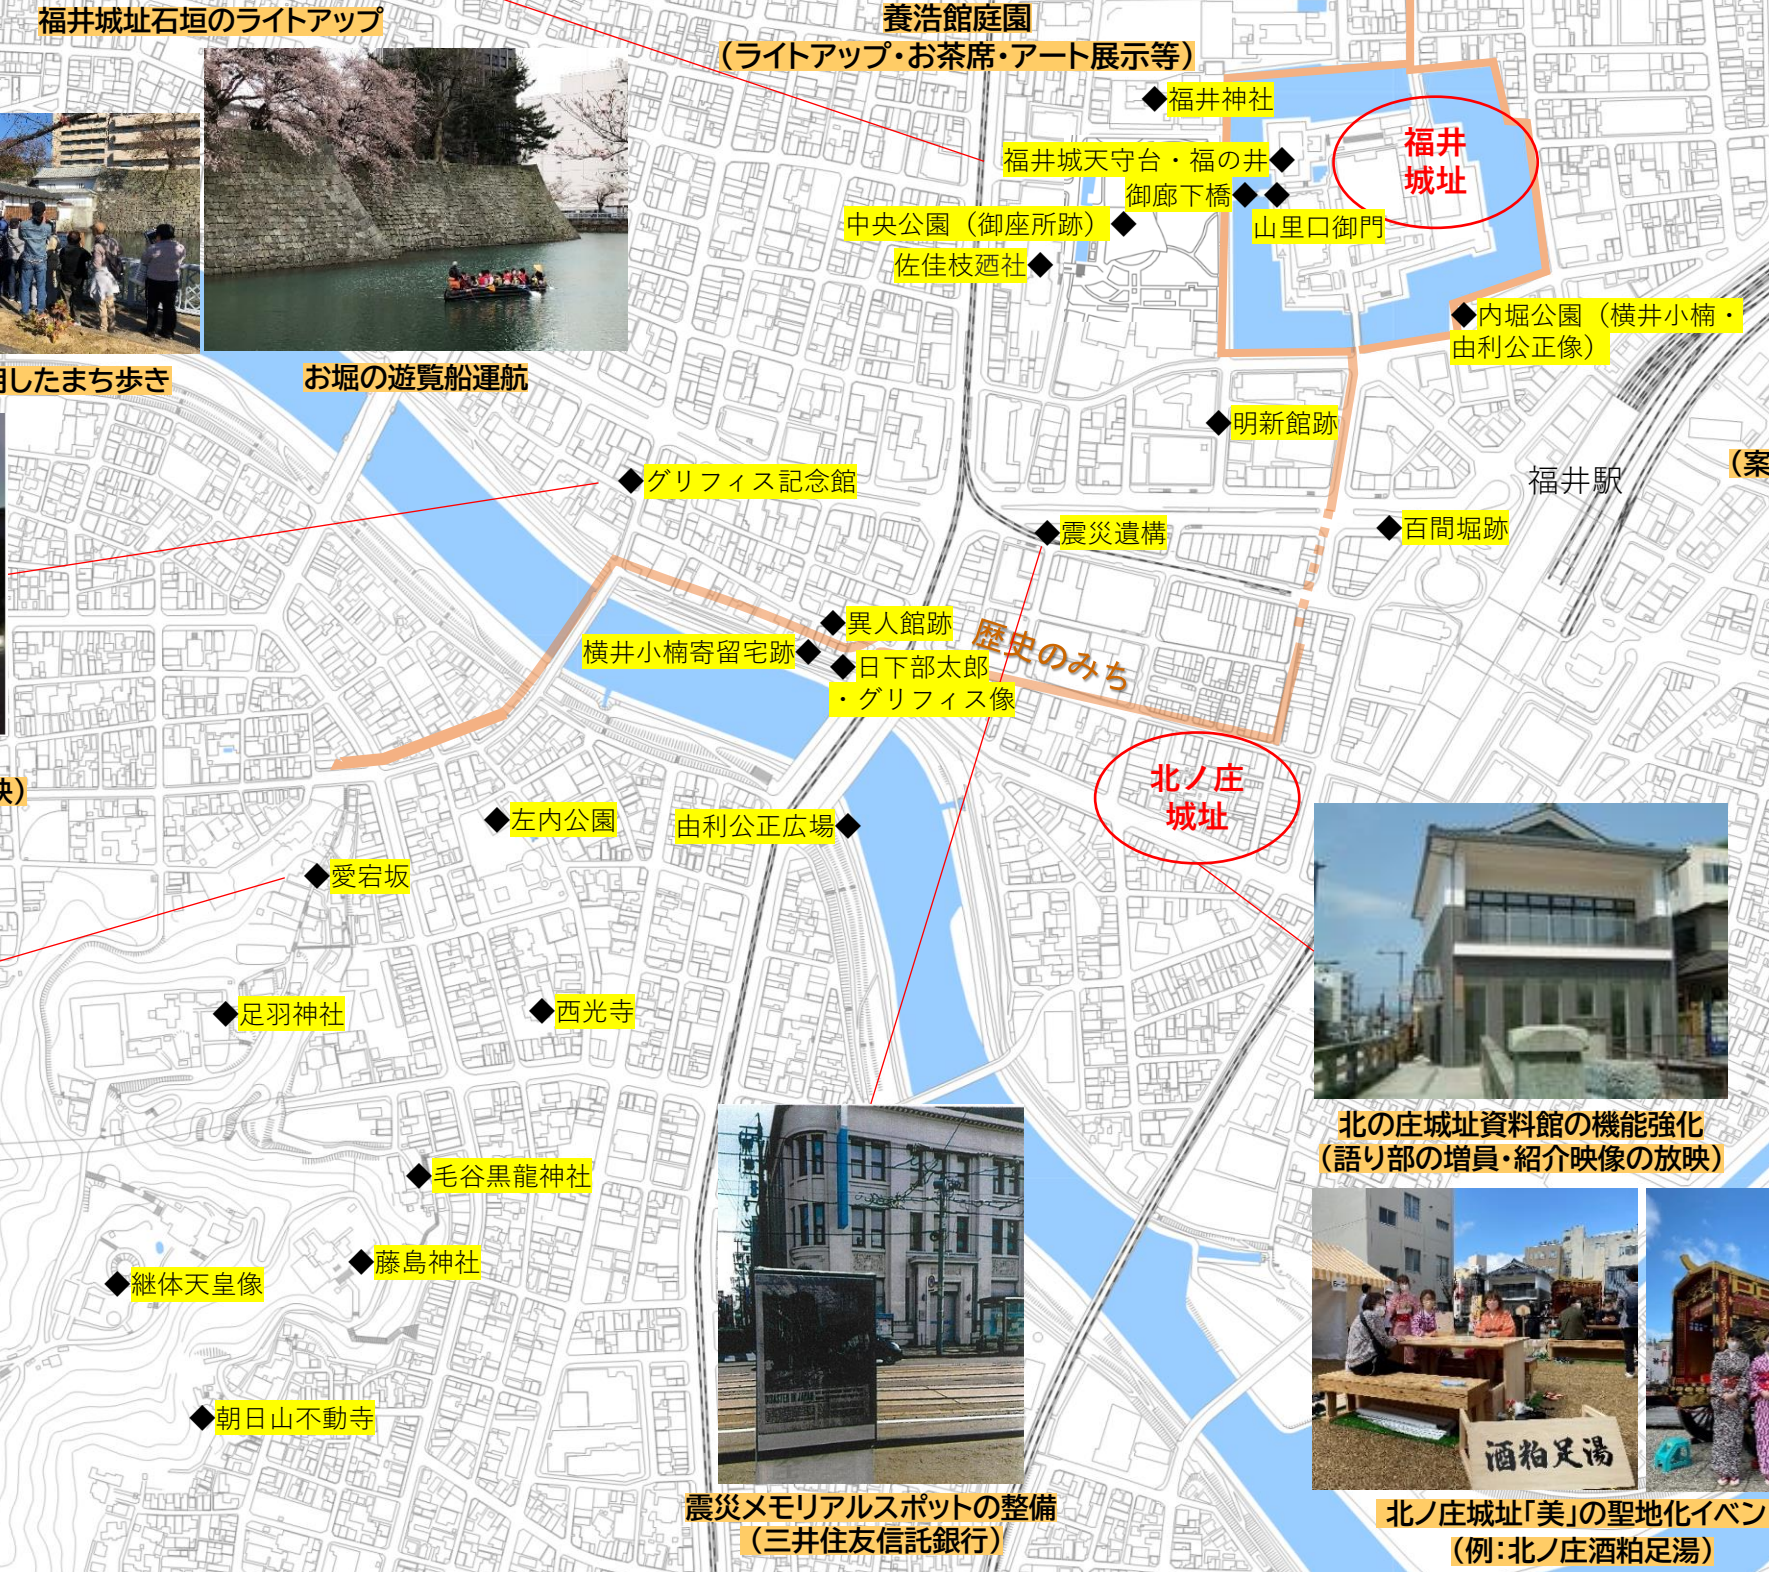 福井城址石垣のライトアップ
養浩館庭園
（ライトアップ・お茶席・アート展示等）
◆福井神社
福井
城址
福井城天守台・福の井◆
御廊下橋◆◆
山里口御門
中央公園（御座所跡）◆
佐佳枝廼社◆
◆内堀公園（横井小楠・
由利公正像）
したまち歩き
お堀の遊覧船運航
◆明新館跡
（案
福井駅
◆グリフィス記念館
◆百間堀跡
◆震災遺構
◆異人館跡
歴史のみち
横井小楠寄留宅跡◆
◆日下部太郎
・グリフィス像
北ノ庄
城址
映）
◆左内公園
由利公正広場◆
◆愛宕坂
◆足羽神社
◆西光寺
北の庄城址資料館の機能強化
（語り部の増員・紹介映像の放映）
◆毛谷黒龍神社
◆藤島神社
◆継体天皇像
◆朝日山不動寺
酒粕足湯
震災メモリアルスポットの整備
（三井住友信託銀行）
北ノ庄城址「美」の聖地化イベン
（例：北ノ庄酒粕足湯）